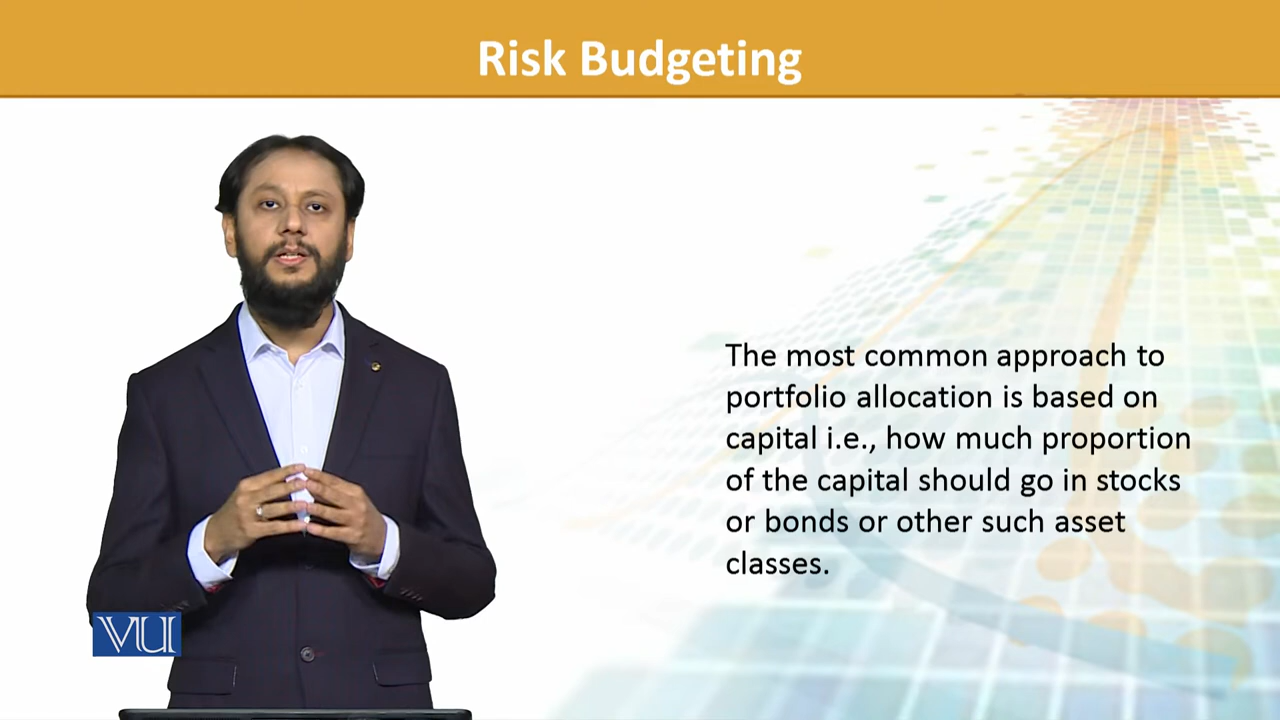 Risk Budgeting
The most common approach to
portfolio allocation is based on
capital i.e., how much proportion
of the capital should go in stocks
or bonds or other such asset
classes.
VU